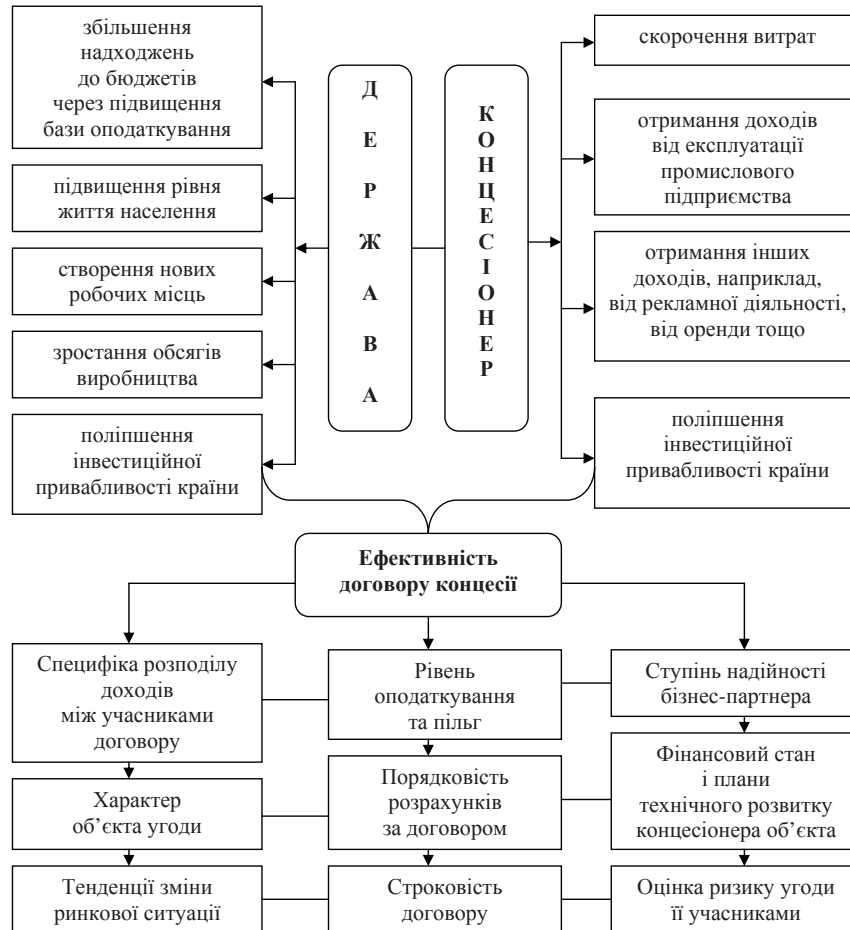 збільшення
надходжень
до бюджетів
через підвищення
бази оподаткування
підвищення рівня
життя населення
створення нових
робочих місць
зростання обсягів
виробництва
поліпшення
інвестиційної
привабливості країни
Д
Е
Р
Ж
А
В
А
К
О
Н
Ц
Е
С
І
О
Н
Е
Р
скорочення витрат
отримання доходів
від експлуатації
промислового
підприємства
отримання інших
доходів, наприклад,
від рекламної діяльності,
від оренди тощо
поліпшення
інвестиційної
привабливості країни
Ефективність
договору концесії
Специфіка розподілу
доходів
між учасниками
договору
Рівень
оподаткування
та пільг
Ступінь надійності
бізнес-партнера
Характер
об’єкта угоди
Порядковість
розрахунків
за договором
Фінансовий стан
і плани
технічного розвитку
концесіонера об’єкта
Тенденції зміни
ринкової ситуації
Строковість
договору
Оцінка ризику угоди
її учасниками